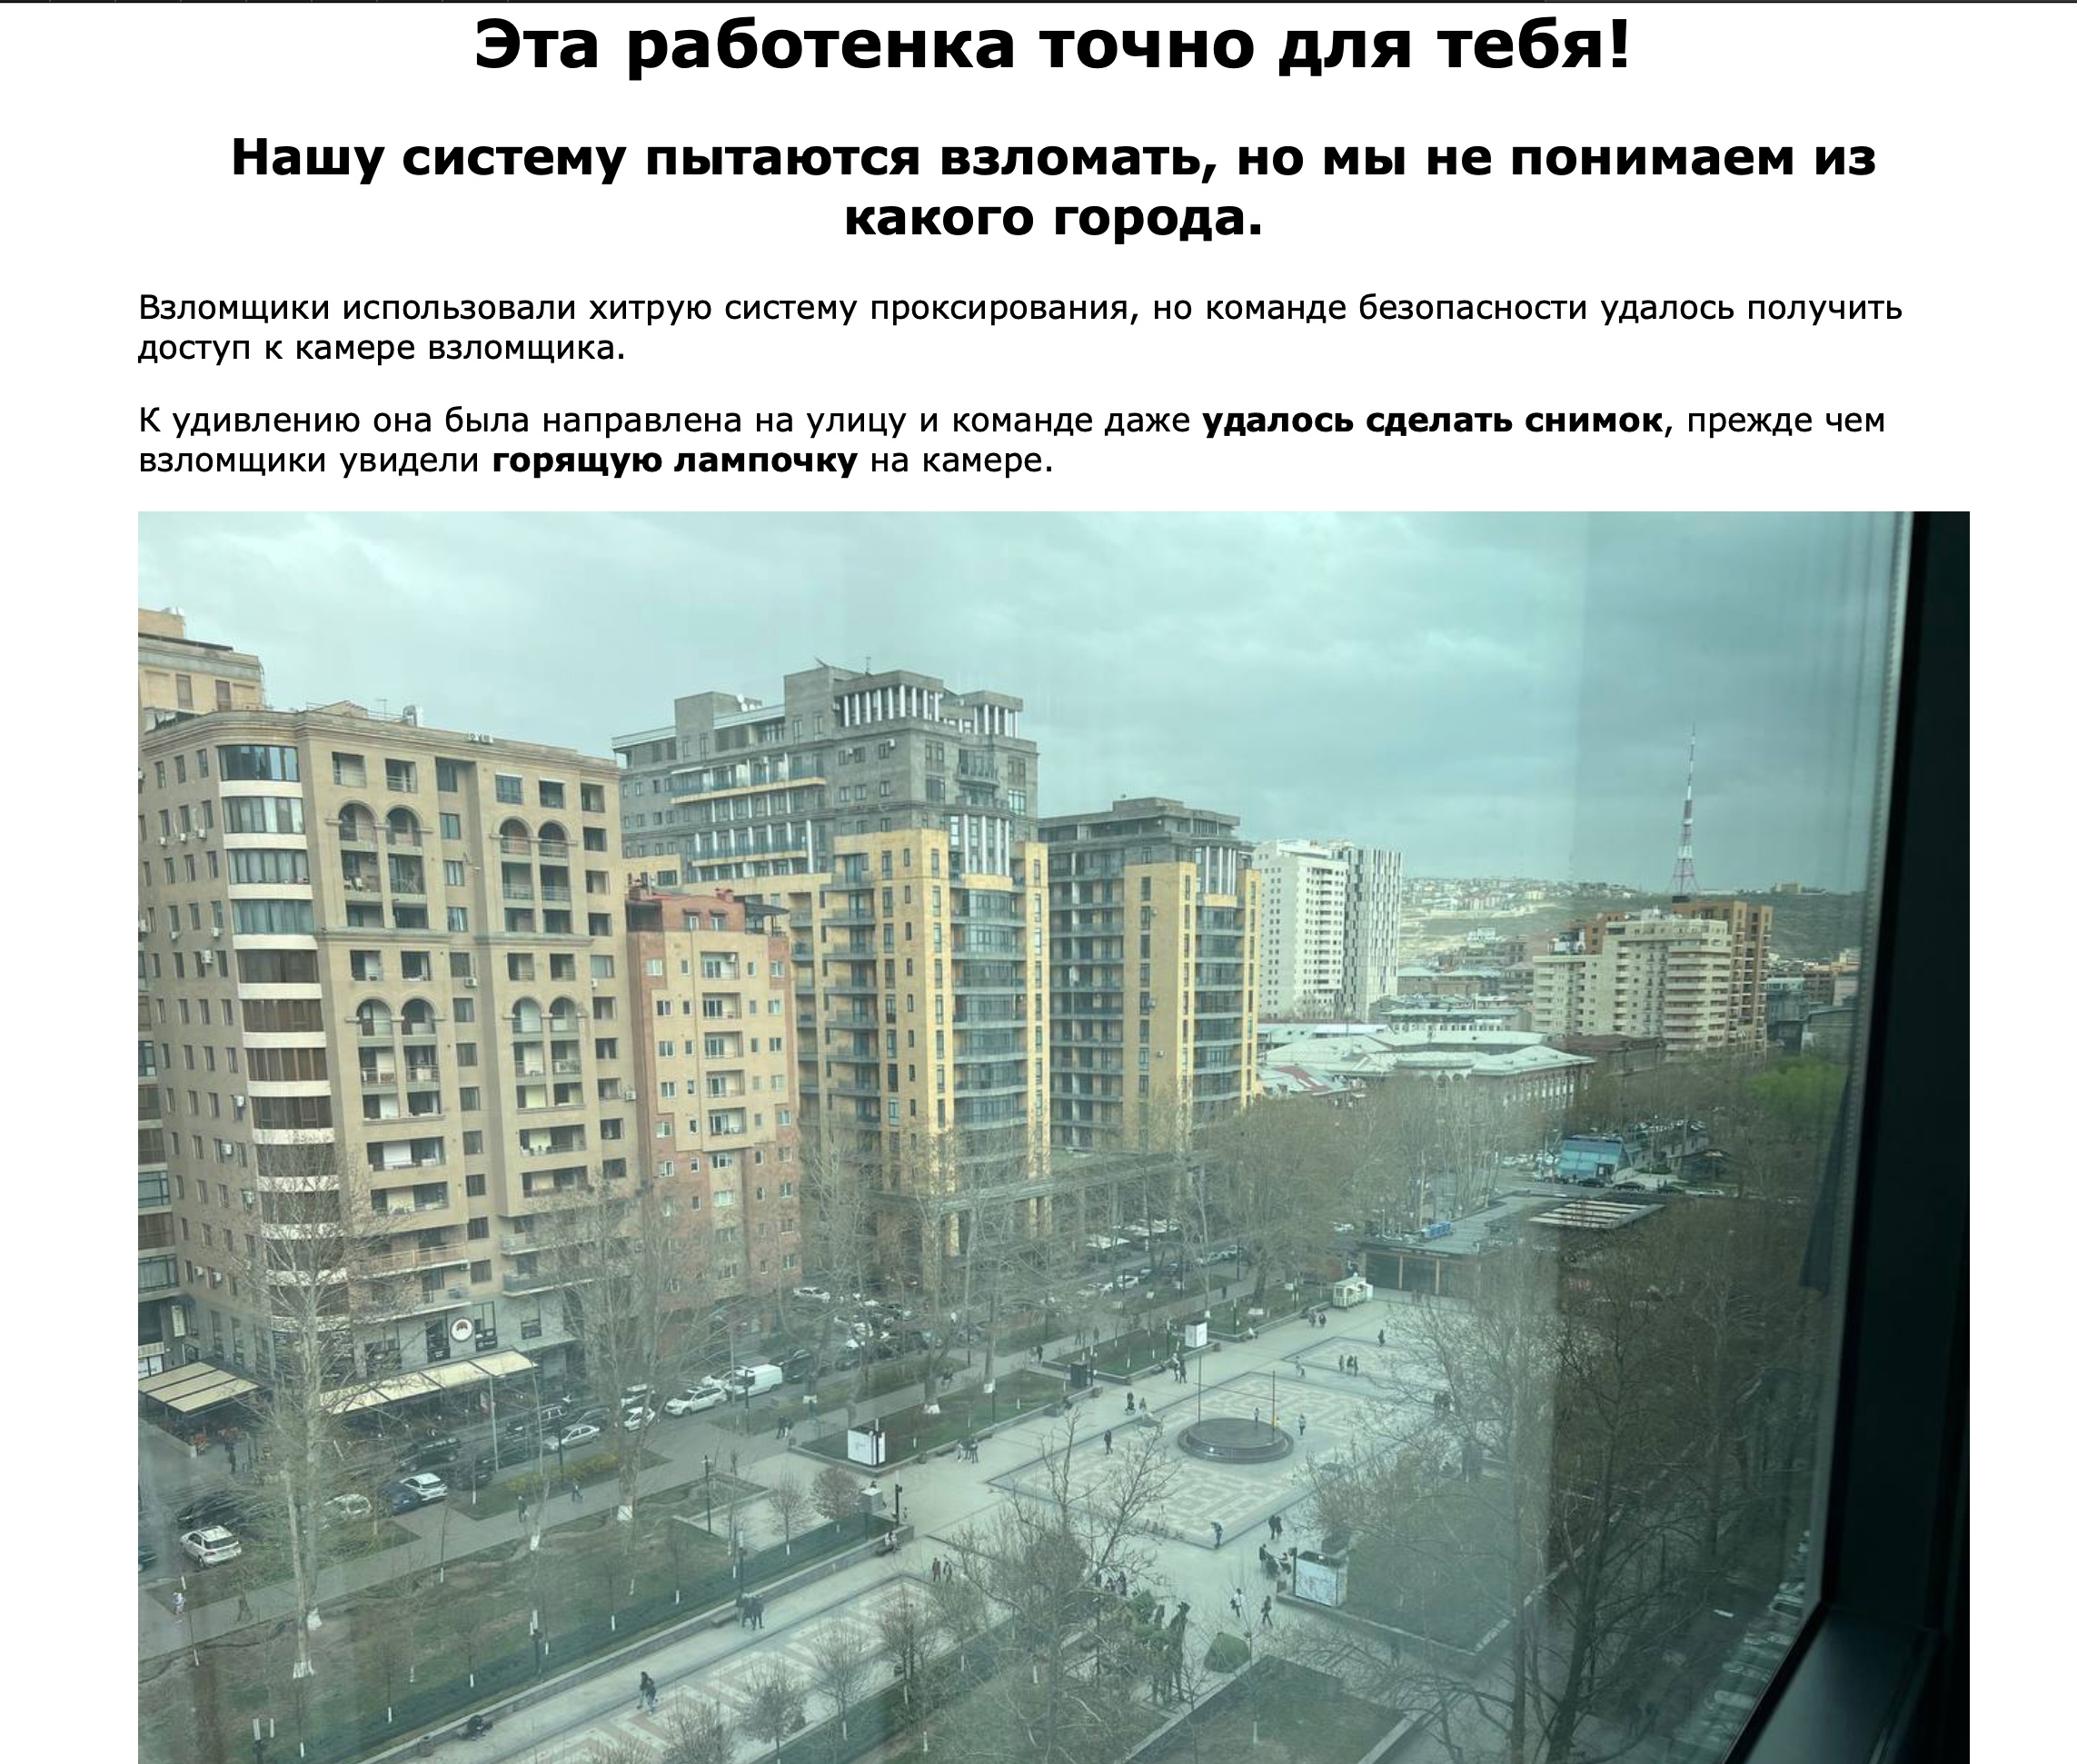 Эта работенка точно для тебя!
Нашу систему пытаются взломать, но мы не понимаем из
какого города.
Взломщики использовали хитрую систему проксирования, но команде безопасности удалось получить
доступ к камере взломщика.
К удивлению она была направлена на улицу и команде даже удалось сделать снимок, прежде чем
взломщики увидели горящую лампочку на камере.